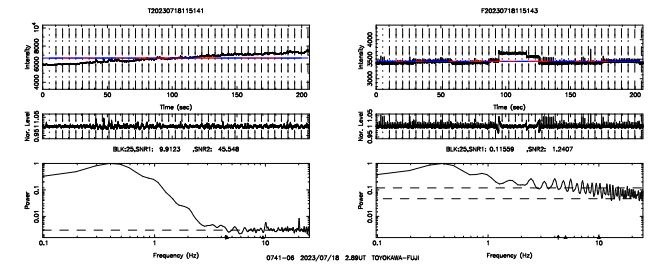 T20230718115141
F20230718115143
Intensity
10⁴
8000
6000
4000
0
50
100
150
200
Time (sec)
Intensity
4000
3500
3000
0
50
100
150
200
Time (sec)
Nor. Level
0.95 1.05
Nor. Level
0.95 1.05
BLK:25,SNR1: 9.9123 ,SNR2: 45.548
BLK:25,SNR1: 0.11559 ,SNR2: 1.2407
Power
1
0.1
0.01
0.1
1
10
Frequency (Hz)
Power
1
0.1
0.01
0.1
1
10
Frequency (Hz)
0741-06 2023/07/18 2.89UT TOYOKAWA-FUJI